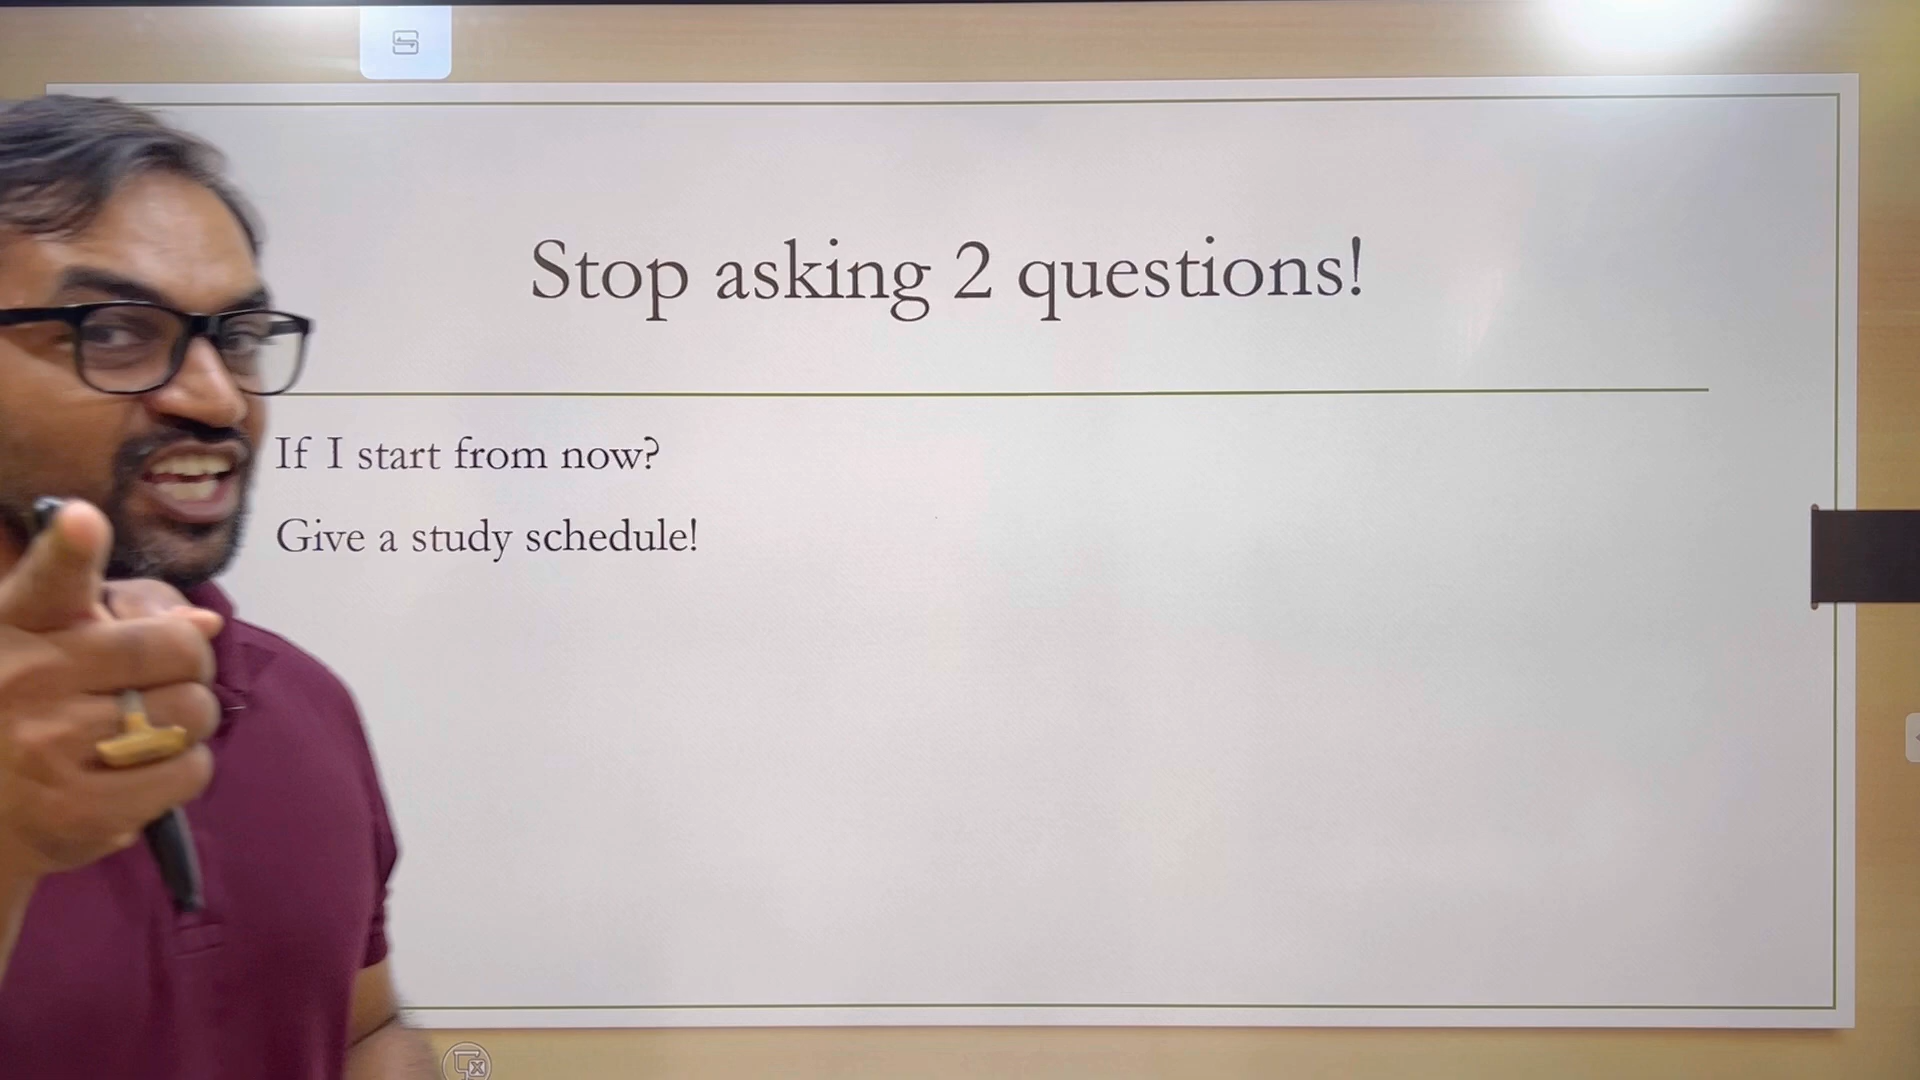 Stop asking 2 questions!
If I start from now?
Give a study schedule!